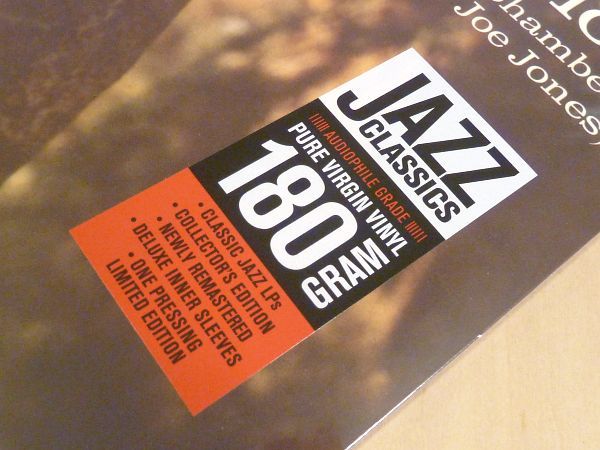 Joe Jones,
JAZZ
CLASSICS
AUDIOPHILE GRADE
PURE VIRGIN VINYL
180
GRAM
• CLASSIC JAZZ LPs
• COLLECTOR'S EDITION
• NEWLY REMASTERED
• DELUXE INNER SLEEVES
• ONE PRESSING
LIMITED EDITION